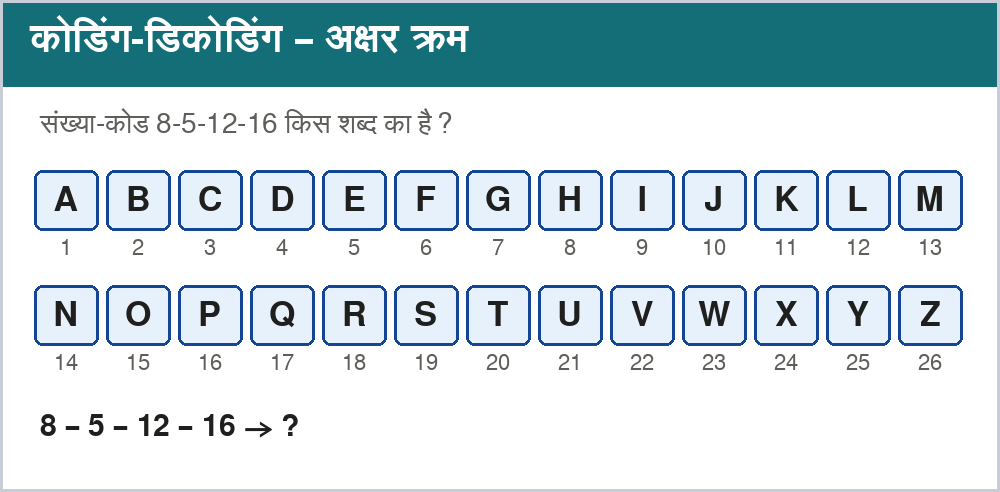 कोडिंग-डिकोडिंग – अक्षर क्रम
संख्या-कोड 8-5-12-16 किस शब्द का है ?
A B C D E F G H I J K L M
1 2 3 4 5 6 7 8 9 10 11 12 13
N O P Q R S T U V W X Y Z
14 15 16 17 18 19 20 21 22 23 24 25 26
8 – 5 – 12 – 16 → ?